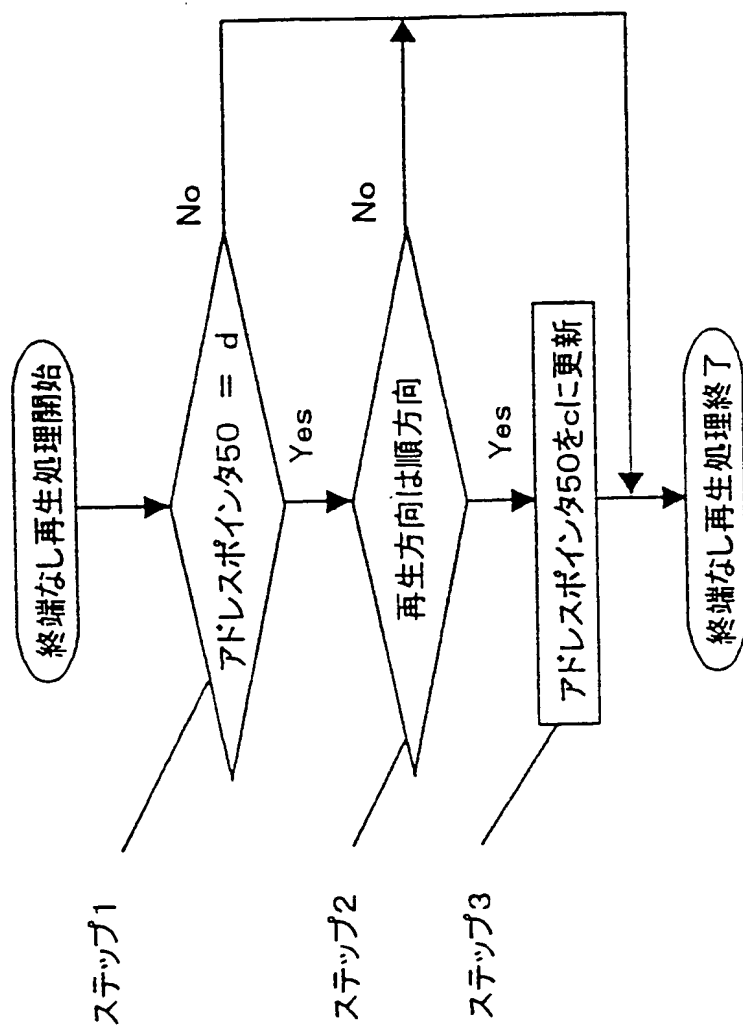 終端なし再生処理開始
ステップ1
アドレスポインタ50 = d
No
Yes
ステップ2
再生方向は順方向
No
Yes
ステップ3
アドレスポインタ50をcに更新
終端なし再生処理終了